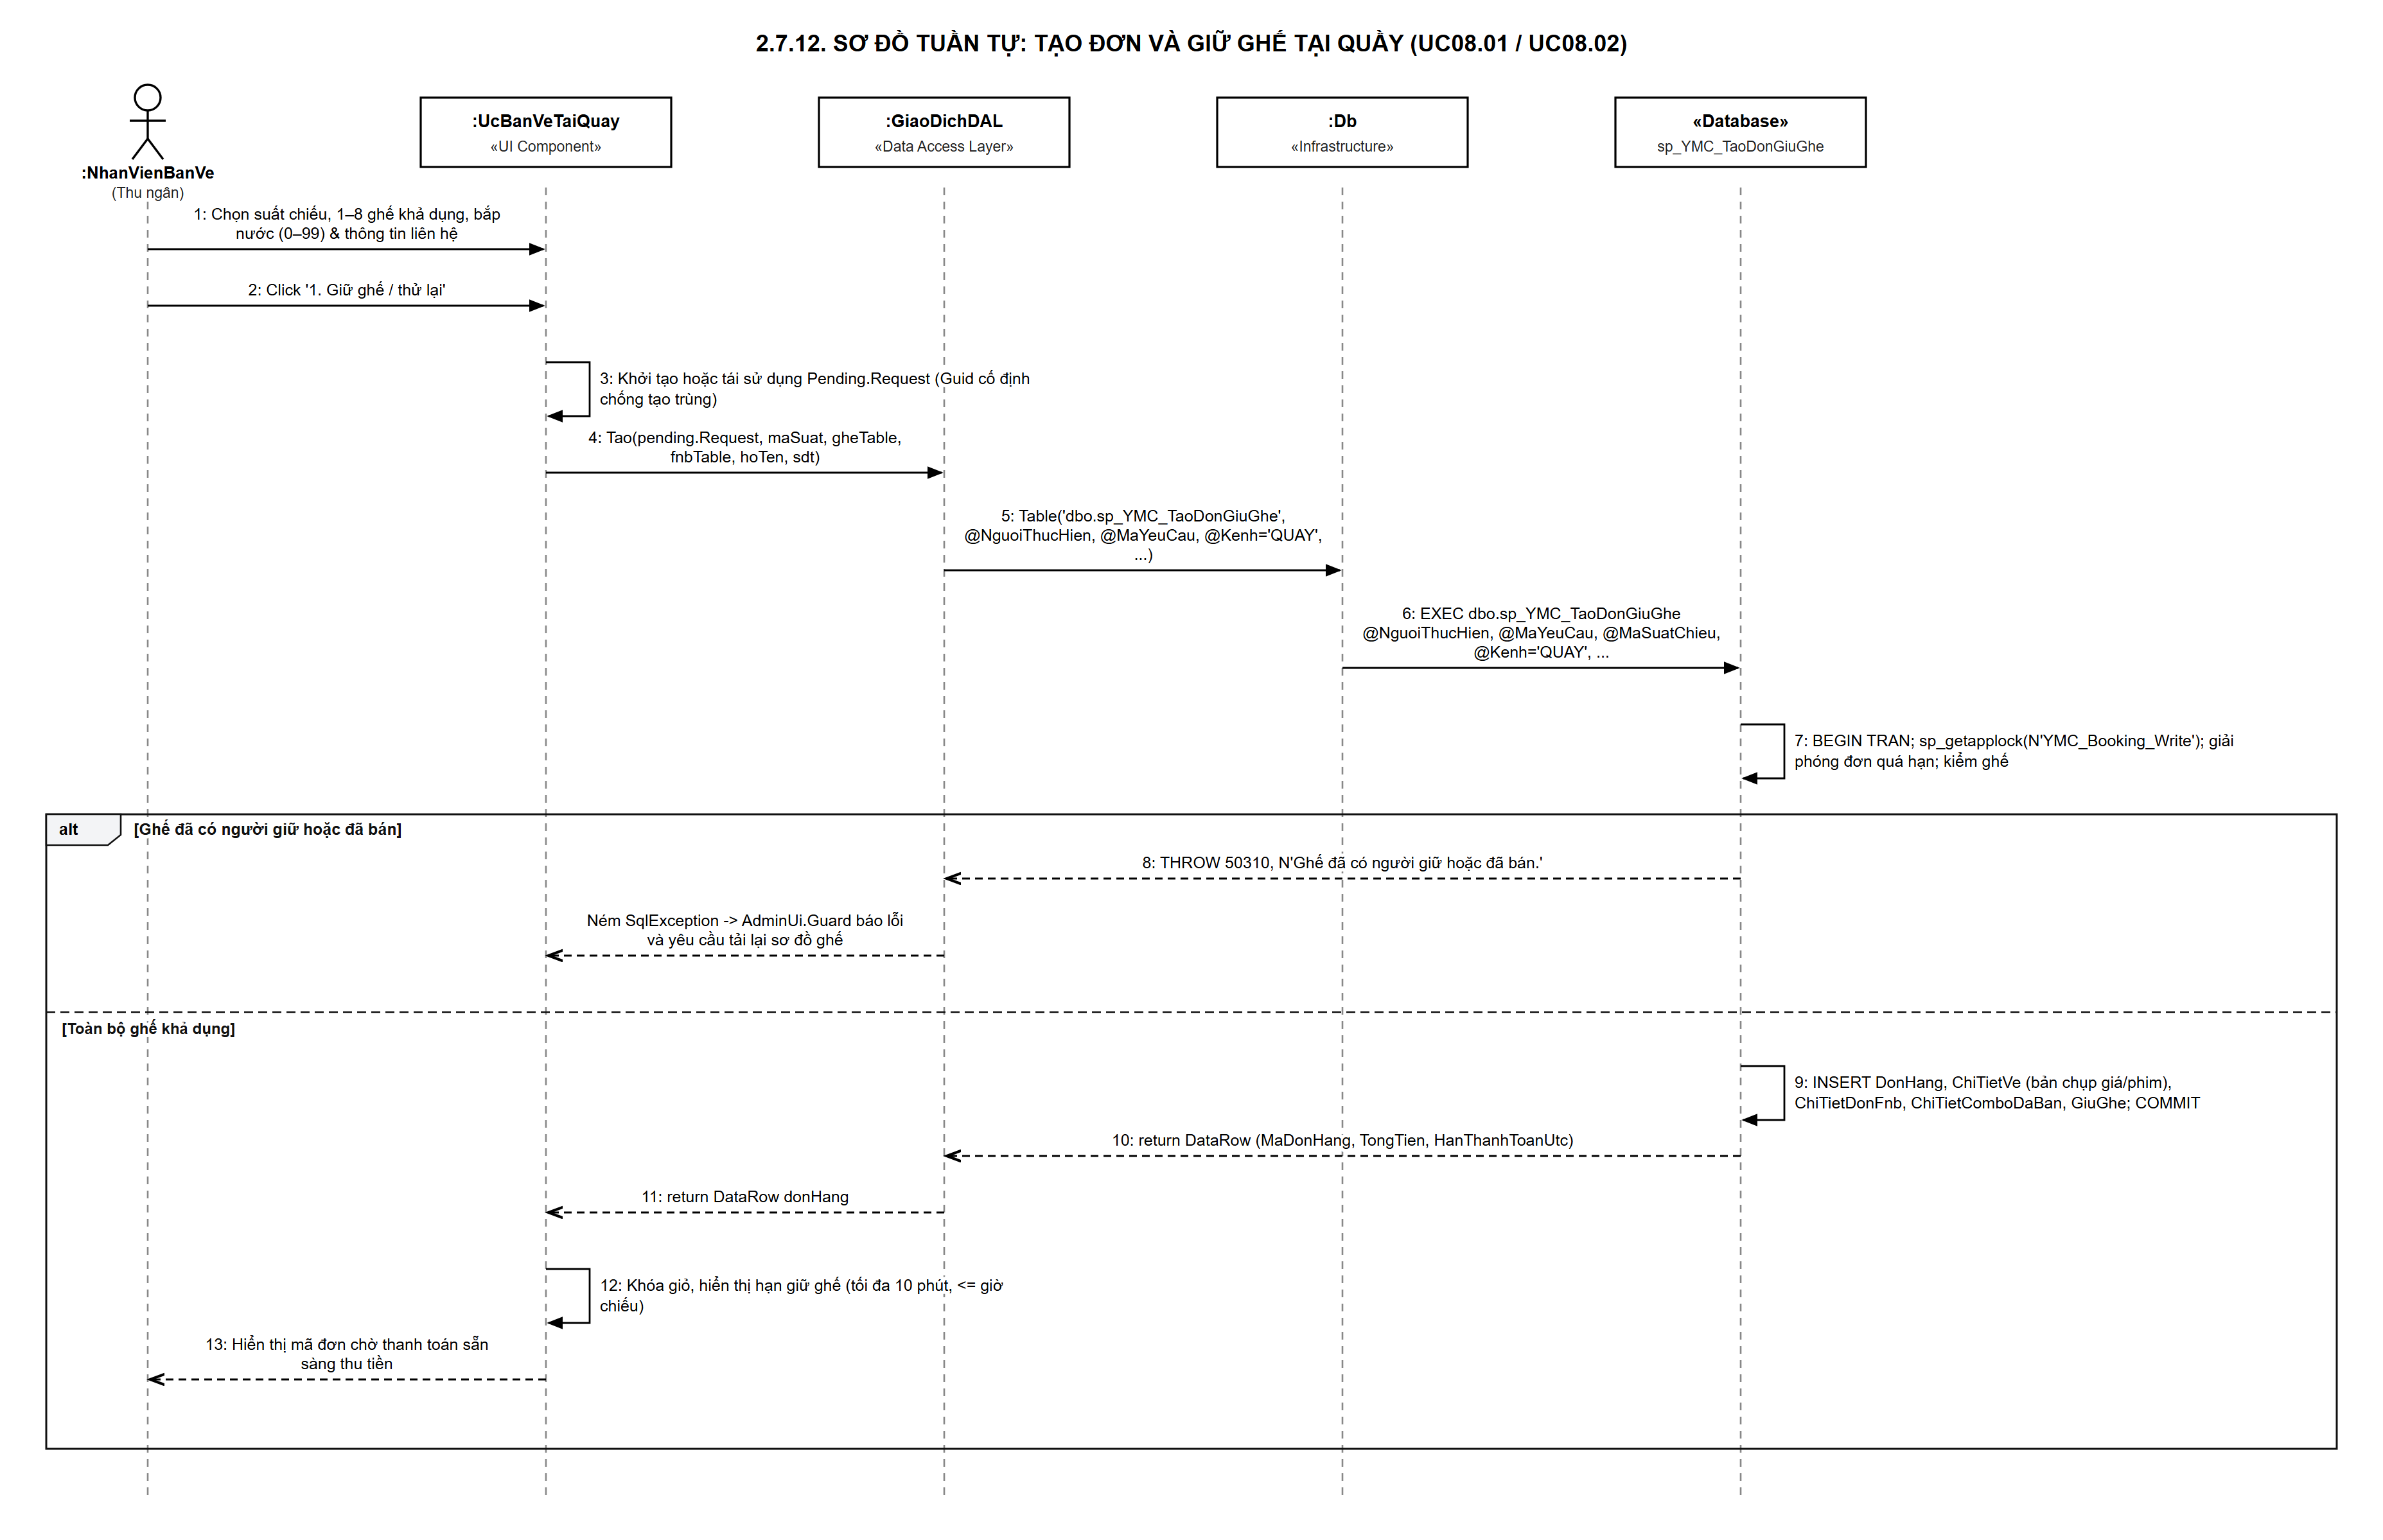 2.7.12. SƠ ĐỒ TUẦN TỰ: TẠO ĐƠN VÀ GIỮ GHẾ TẠI QUẦY (UC08.01 / UC08.02)
:NhanVienBanVe
(Thu ngân)
:UcBanVeTaiQuay
«UI Component»
:GiaoDichDAL
«Data Access Layer»
:Db
«Infrastructure»
«Database»
sp_YMC_TaoDonGiuGhe
1: Chọn suất chiếu, 1–8 ghế khả dụng, bắp
nước (0–99) & thông tin liên hệ
2: Click '1. Giữ ghế / thử lại'
3: Khởi tạo hoặc tái sử dụng Pending.Request (Guid cố định
chống tạo trùng)
4: Tao(pending.Request, maSuat, gheTable,
fnbTable, hoTen, sdt)
5: Table('dbo.sp_YMC_TaoDonGiuGhe',
@NguoiThucHien, @MaYeuCau, @Kenh='QUAY',
...)
6: EXEC dbo.sp_YMC_TaoDonGiuGhe
@NguoiThucHien, @MaYeuCau, @MaSuatChieu,
@Kenh='QUAY', ...
7: BEGIN TRAN; sp_getapplock(N'YMC_Booking_Write'); giải
phóng đơn quá hạn; kiểm ghế
alt
[Ghế đã có người giữ hoặc đã bán]
8: THROW 50310, N'Ghế đã có người giữ hoặc đã bán.'
Ném SqlException -> AdminUi.Guard báo lỗi
và yêu cầu tải lại sơ đồ ghế
[Toàn bộ ghế khả dụng]
9: INSERT DonHang, ChiTietVe (bản chụp giá/phim),
ChiTietDonFnb, ChiTietComboDaBan, GiuGhe; COMMIT
10: return DataRow (MaDonHang, TongTien, HanThanhToanUtc)
11: return DataRow donHang
12: Khóa giỏ, hiển thị hạn giữ ghế (tối đa 10 phút, <= giờ
chiếu)
13: Hiển thị mã đơn chờ thanh toán sẵn
sàng thu tiền